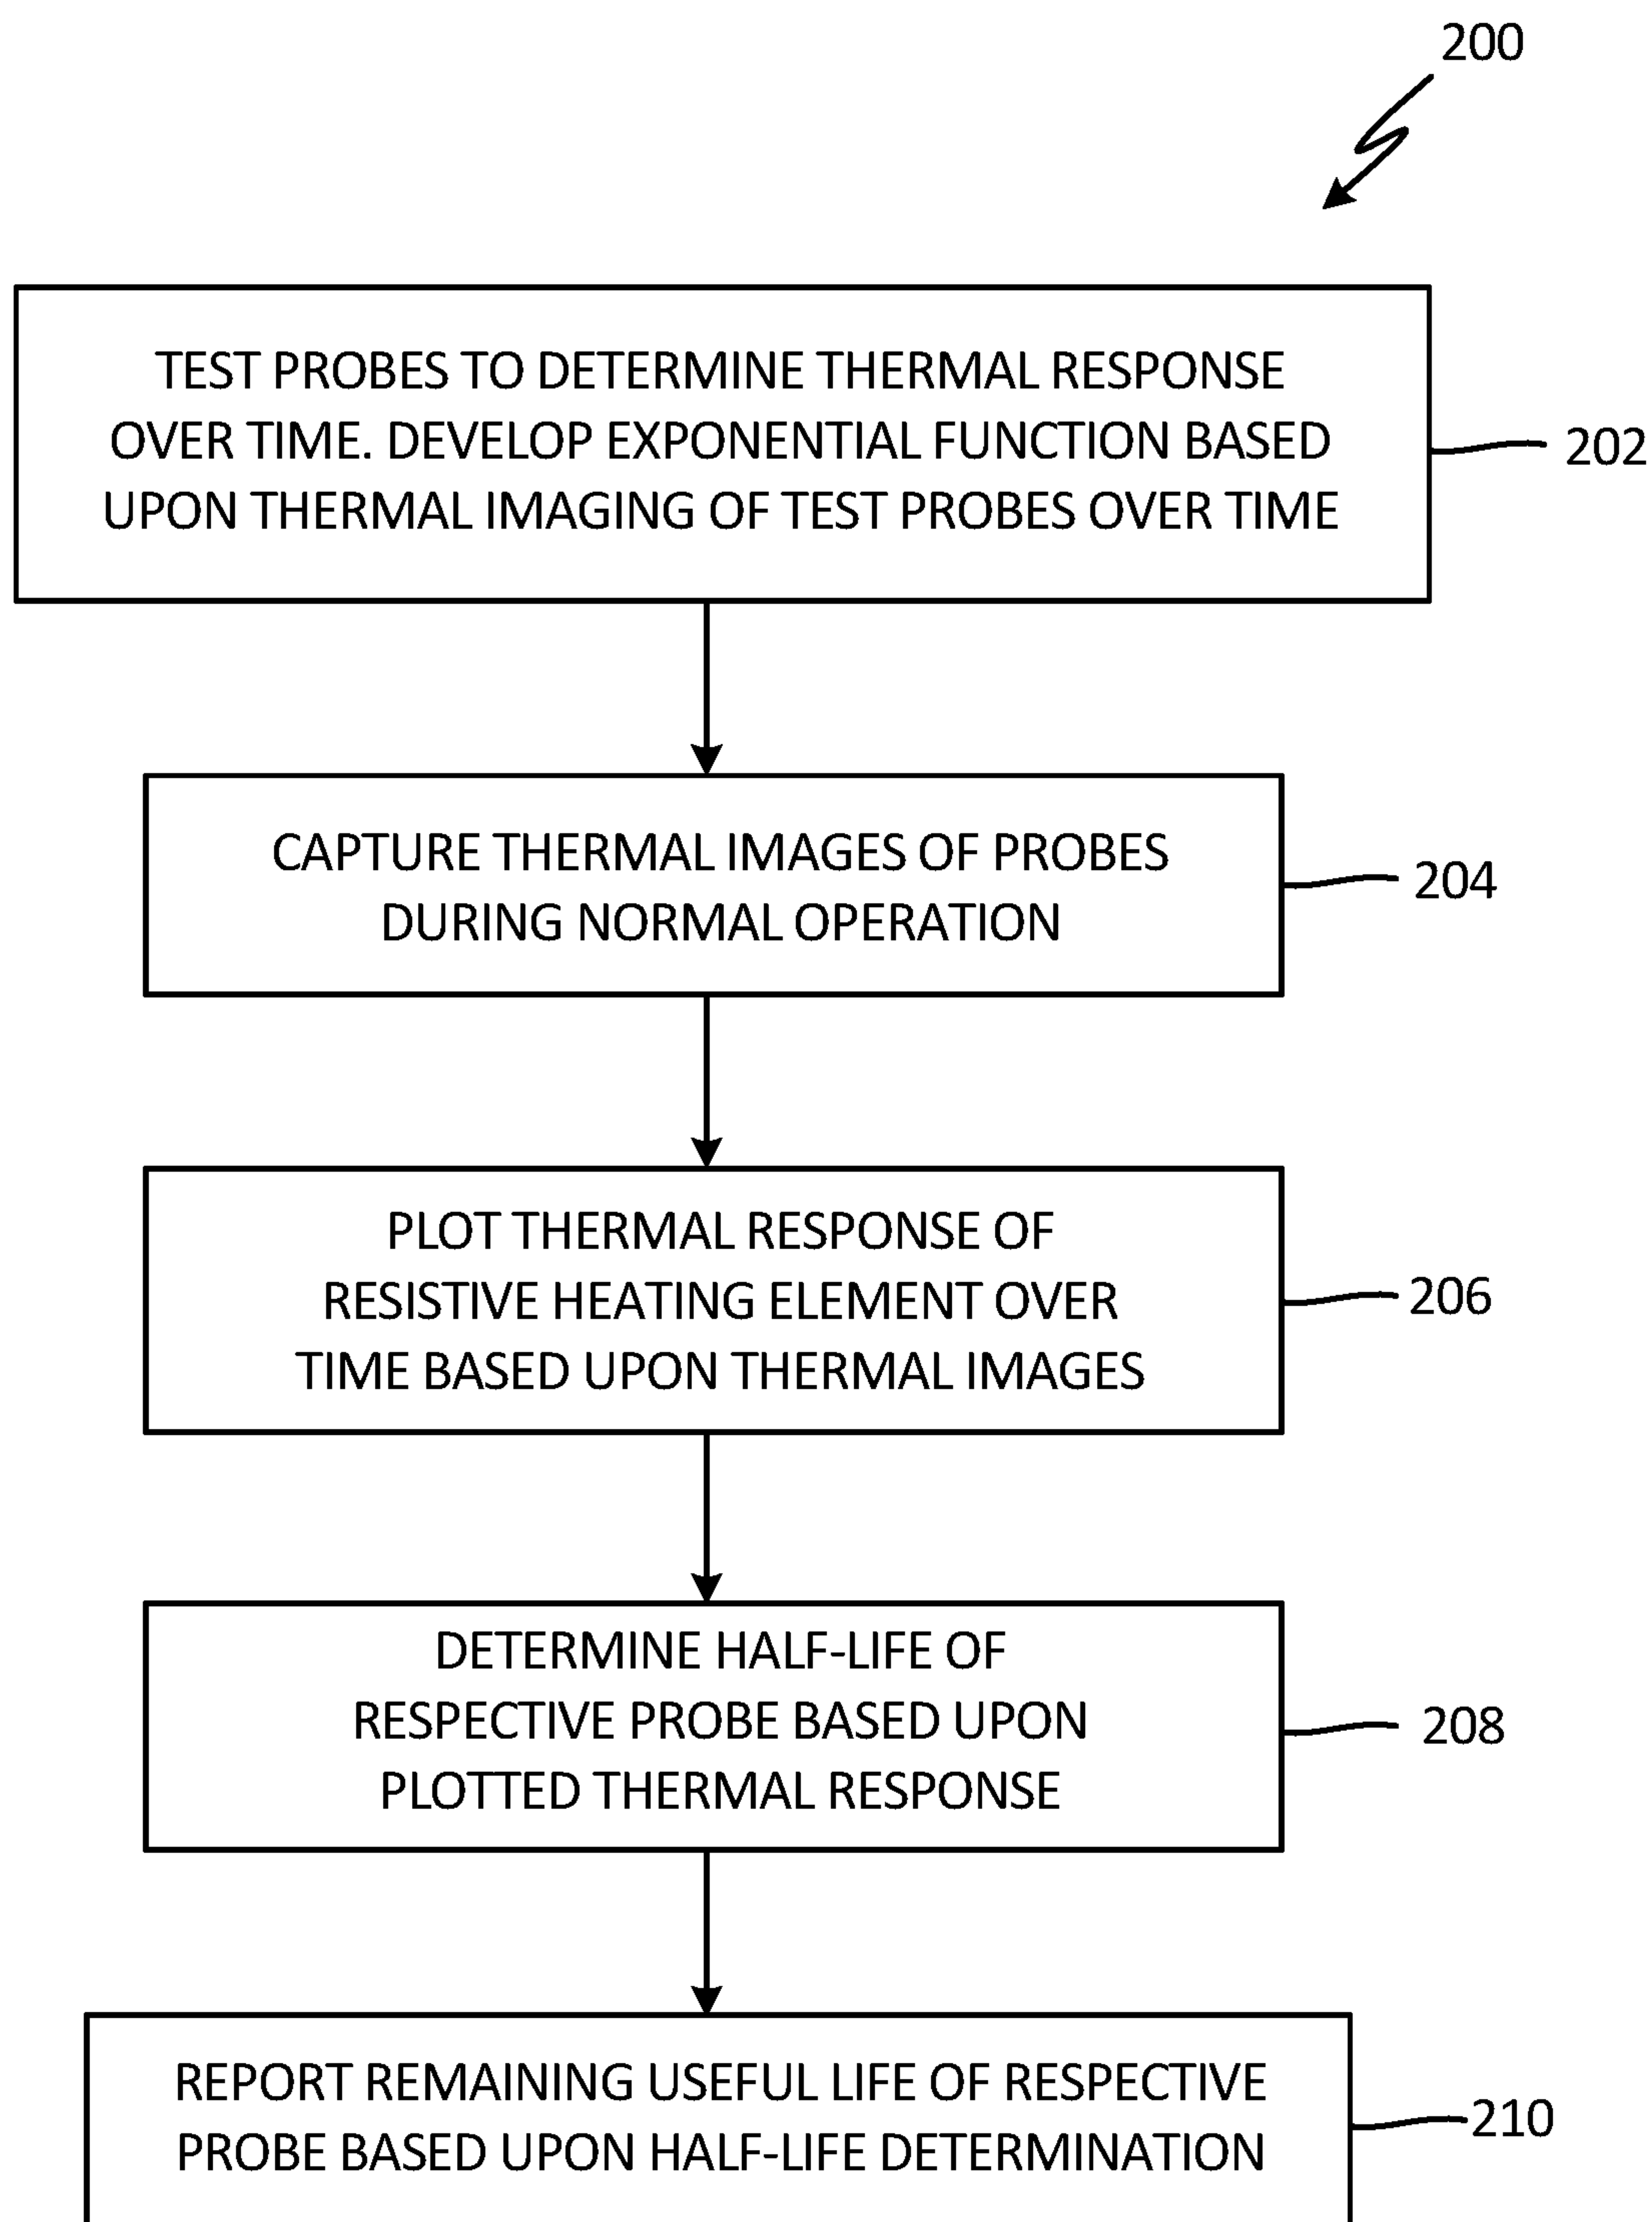 200
TEST PROBES TO DETERMINE THERMAL RESPONSE
OVER TIME. DEVELOP EXPONENTIAL FUNCTION BASED
UPON THERMAL IMAGING OF TEST PROBES OVER TIME
202
CAPTURE THERMAL IMAGES OF PROBES
DURING NORMAL OPERATION
204
PLOT THERMAL RESPONSE OF
RESISTIVE HEATING ELEMENT OVER
TIME BASED UPON THERMAL IMAGES
206
DETERMINE HALF-LIFE OF
RESPECTIVE PROBE BASED UPON
PLOTTED THERMAL RESPONSE
208
REPORT REMAINING USEFUL LIFE OF RESPECTIVE
PROBE BASED UPON HALF-LIFE DETERMINATION
210